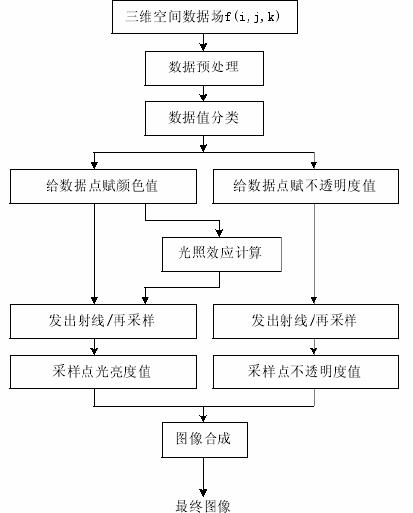 三维空间数据场f(i,j,k)
数据预处理
数据值分类
给数据点赋颜色值
给数据点赋不透明度值
光照效应计算
发出射线/再采样
发出射线/再采样
采样点光亮度值
采样点不透明度值
图像合成
最终图像